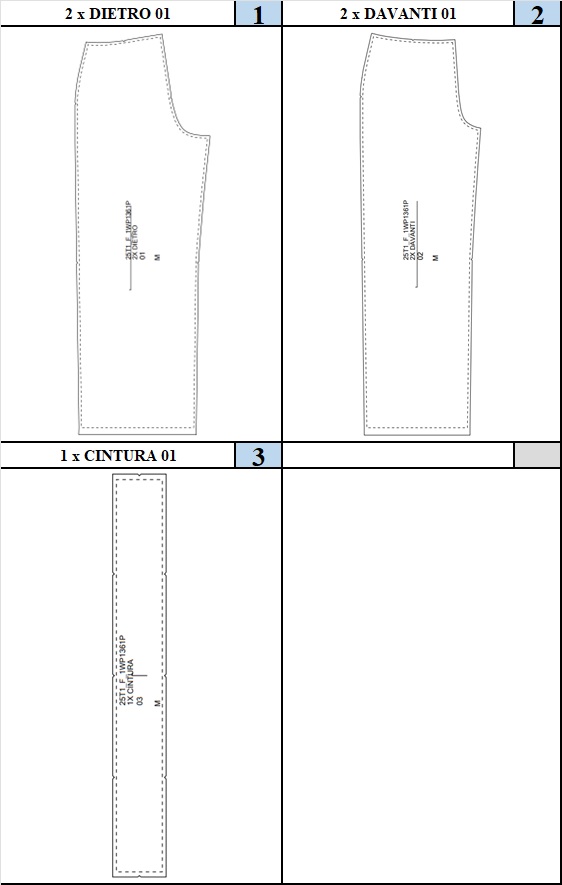 2 x DIETRO 01
1
2 x DAVANTI 01
2
25T1_F_1WP1361P
2X DIETRO
01
M
25T1_F_1WP1361P
2X DAVANTI
02
M
1 x CINTURA 01
3
25T1_F_1WP1361P
1X CINTURA
03
M